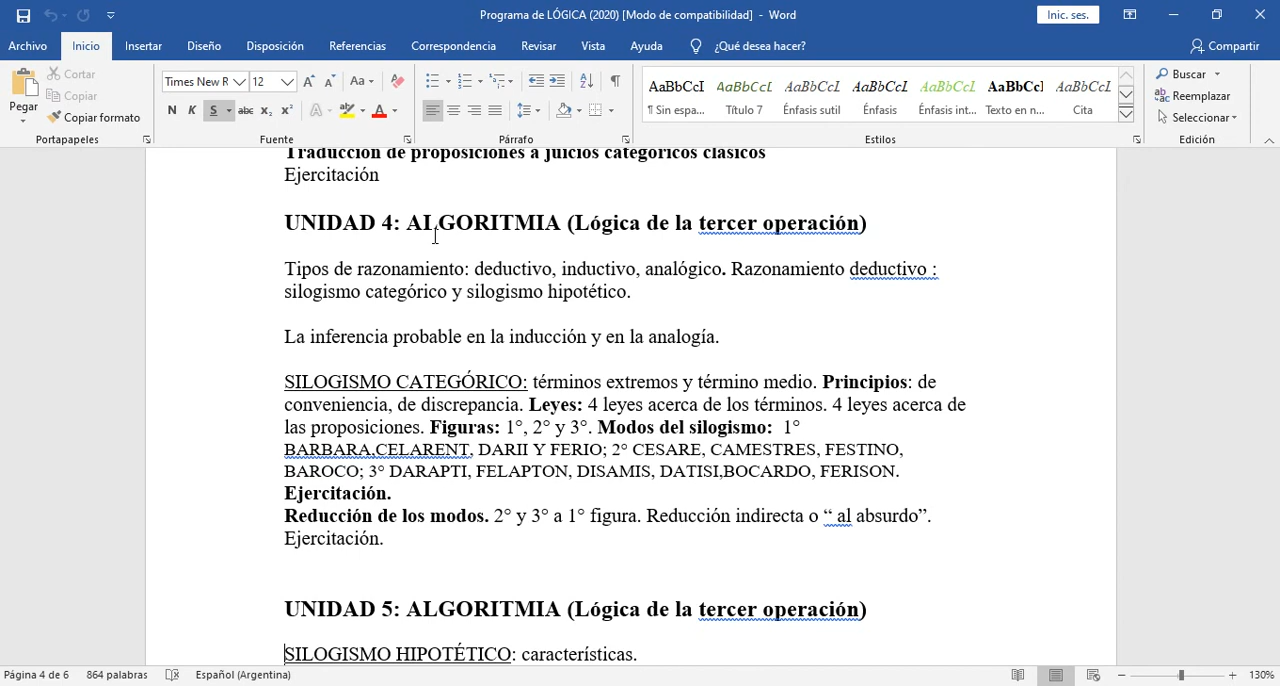 Programa de LÓGICA (2020) [Modo de compatibilidad] - Word
Inic. ses.
Archivo Inicio Insertar Diseño Disposición Referencias Correspondencia Revisar Vista Ayuda ¿Qué desea hacer? Compartir
Pegar
Cortar
Copiar
Copiar formato
Portapapeles
Times New R 12
N K S abc x₂ x²
Fuente
Párrafo
AaBbCcI AaBbCcI AaBbCcI AaBbCcI AaBbCcI AaBbCcI AaBbCcI
¶ Sin espa... Título 7 Énfasis sutil Énfasis Énfasis int... Texto en n... Cita
Estilos
Buscar
Reemplazar
Seleccionar
Edición
Traducción de proposiciones a juicios categóricos clásicos
Ejercitación
UNIDAD 4: ALGORITMIA (Lógica de la tercer operación)
Tipos de razonamiento: deductivo, inductivo, analógico. Razonamiento deductivo :
silogismo categórico y silogismo hipotético.
La inferencia probable en la inducción y en la analogía.
SILOGISMO CATEGÓRICO: términos extremos y término medio. Principios: de
conveniencia, de discrepancia. Leyes: 4 leyes acerca de los términos. 4 leyes acerca de
las proposiciones. Figuras: 1°, 2° y 3°. Modos del silogismo: 1°
BARBARA,CELARENT, DARII Y FERIO; 2° CESARE, CAMESTRES, FESTINO,
BAROCO; 3° DARAPTI, FELAPTON, DISAMIS, DATISI,BOCARDO, FERISON.
Ejercitación.
Reducción de los modos. 2° y 3° a 1° figura. Reducción indirecta o “ al absurdo”.
Ejercitación.
UNIDAD 5: ALGORITMIA (Lógica de la tercer operación)
SILOGISMO HIPOTÉTICO: características.
Página 4 de 6 864 palabras Español (Argentina) 130%